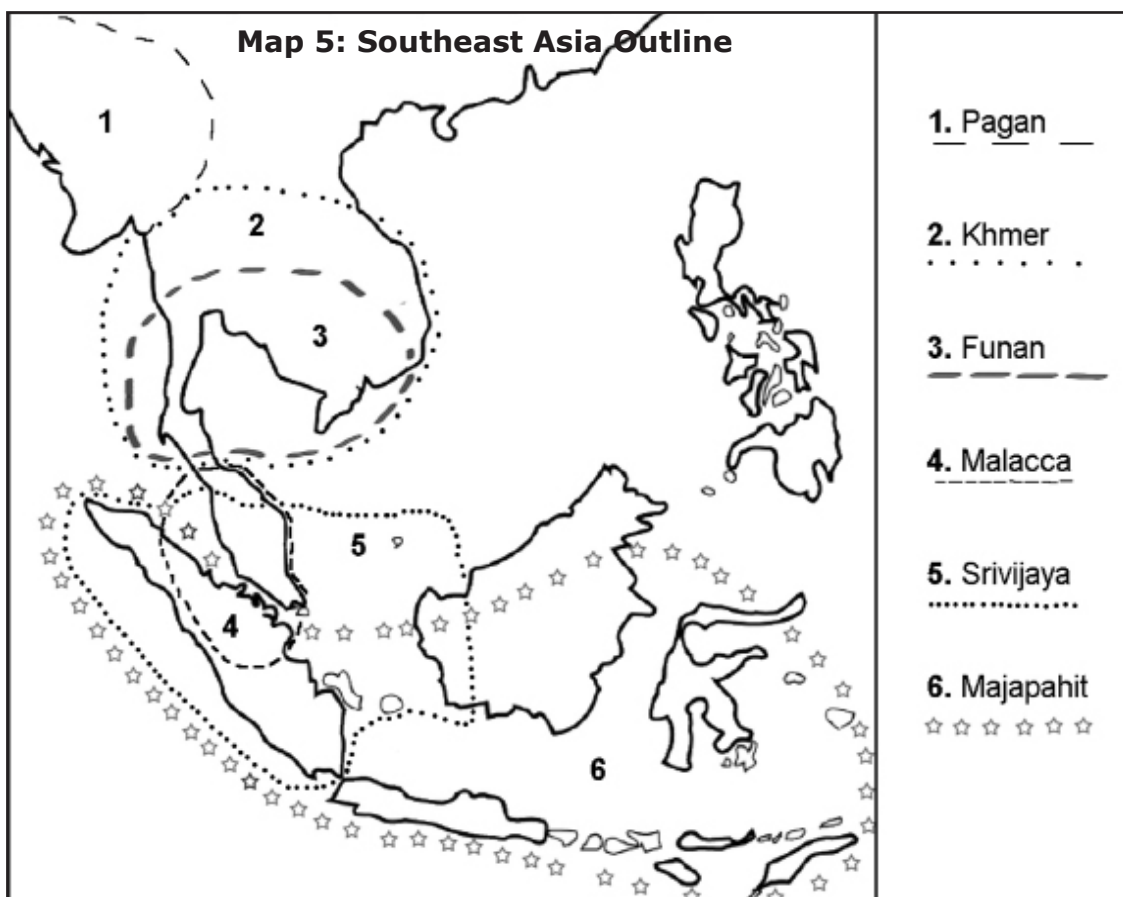 Map 5: Southeast Asia Outline
1
2
3
4
5
6
1. Pagan
2. Khmer
3. Funan
4. Malacca
5. Srivijaya
6. Majapahit